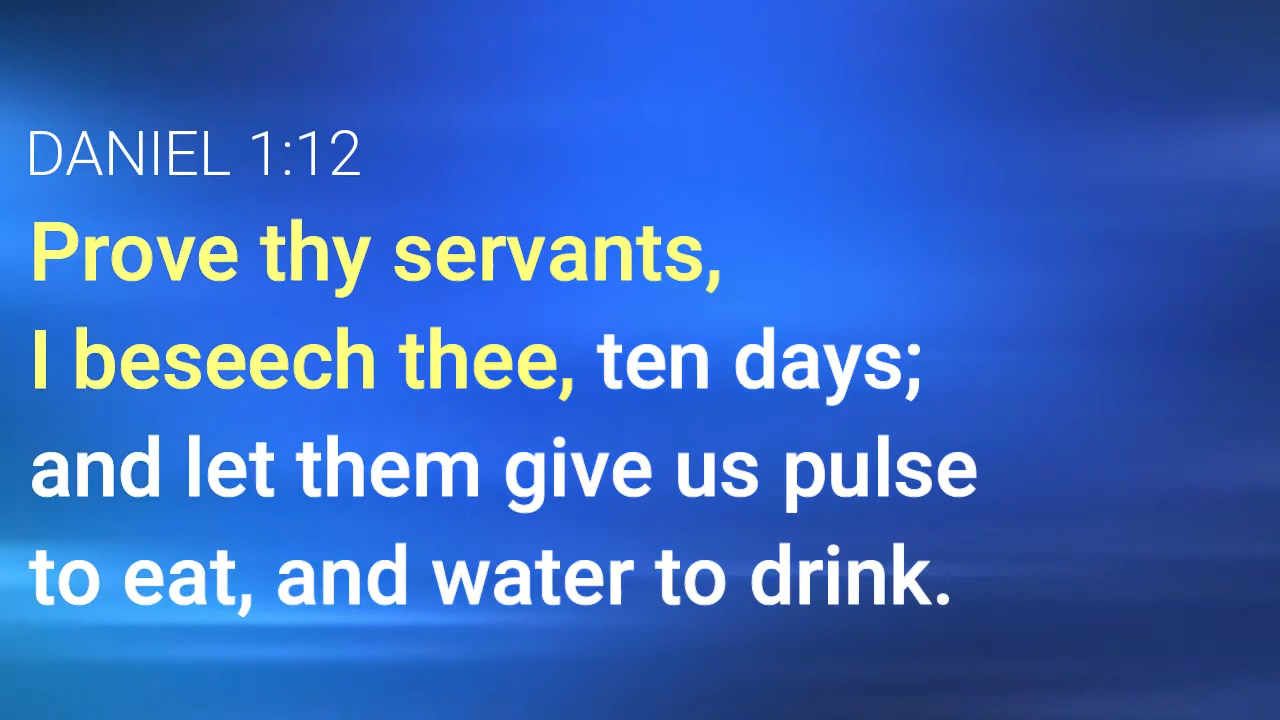 DANIEL 1:12
Prove thy servants,
I beseech thee, ten days;
and let them give us pulse
to eat, and water to drink.